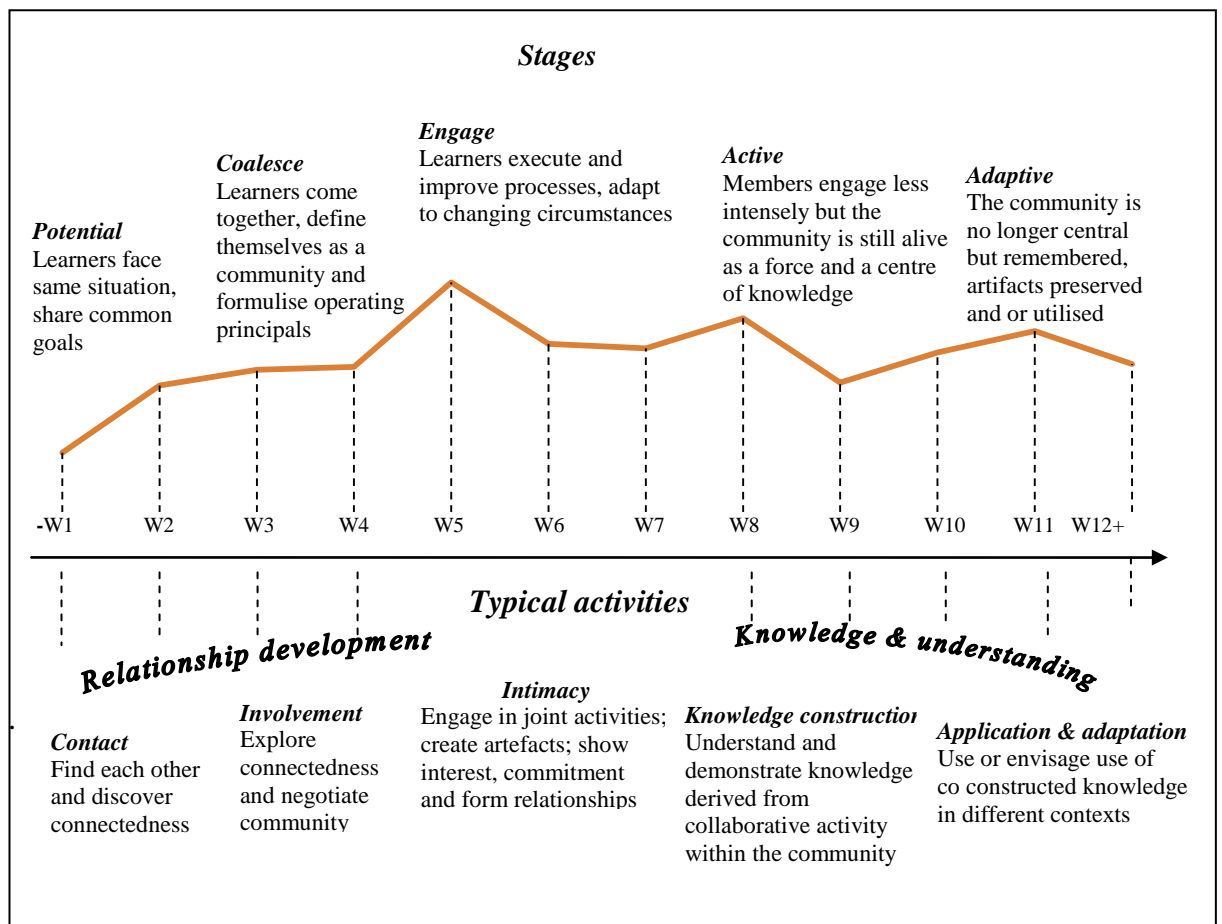 Stages
Potential
Learners face
same situation,
share common
goals
Coalesce
Learners come
together, define
themselves as a
community and
formulise operating
principals
Engage
Learners execute and
improve processes, adapt
to changing circumstances
Active
Members engage less
intensely but the
community is still alive
as a force and a centre
of knowledge
Adaptive
The community is
no longer central
but remembered,
artifacts preserved
and or utilised
-W1 W2 W3 W4 W5 W6 W7 W8 W9 W10 W11 W12+
Typical activities
Relationship development
Knowledge & understanding
Contact
Find each other
and discover
connectedness
Involvement
Explore
connectedness
and negotiate
community
Intimacy
Engage in joint activities;
create artefacts; show
interest, commitment
and form relationships
Knowledge construction
Understand and
demonstrate knowledge
derived from
collaborative activity
within the community
Application & adaptation
Use or envisage use of
co constructed knowledge
in different contexts